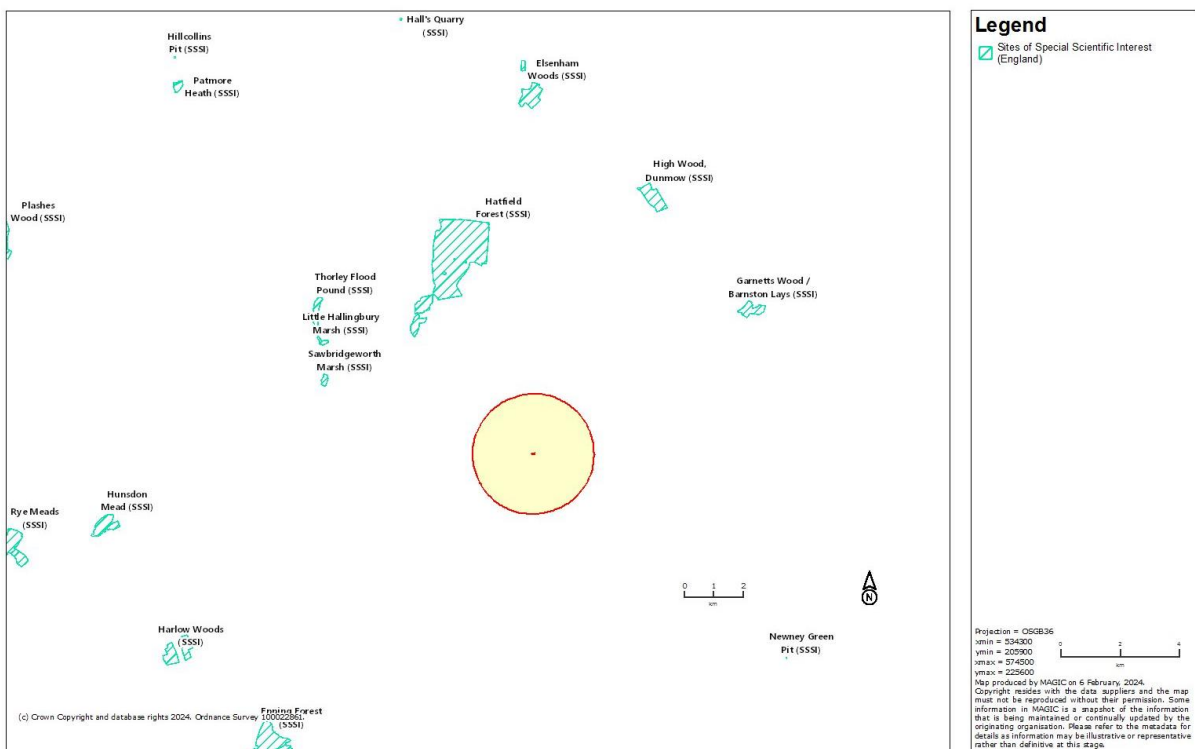 Hall's Quarry
(SSSI)
Hillcollins
Pit (SSSI)
Patmore
Heath (SSSI)
Elsenham
Woods (SSSI)
High Wood,
Dunmow (SSSI)
Plashes
Wood (SSSI)
Hatfield
Forest (SSSI)
Thorley Flood
Pound (SSSI)
Little Hallingbury
Marsh (SSSI)
Sawbridgeworth
Marsh (SSSI)
Garnetts Wood /
Barnston Lays (SSSI)
Hunsdon
Mead (SSSI)
Rye Meads
(SSSI)
Harlow Woods
(SSSI)
Newney Green
Pit (SSSI)
Epping Forest
(SSSI)
0 1 2
km
N
(c) Crown Copyright and database rights 2024. Ordnance Survey 100022861.
Legend
Sites of Special Scientific Interest
(England)
Projection = OSGB36
xmin = 534300
ymin = 205900
xmax = 574500
ymax = 225600
0 2 4
km
Map produced by MAGIC on 6 February, 2024.
Copyright resides with the data suppliers and the map
must not be reproduced without their permission. Some
information in MAGIC is a snapshot of the information
that is being maintained or continually updated by the
originating organisation. Please refer to the metadata for
details as information may be illustrative or representative
rather than definitive at this stage.